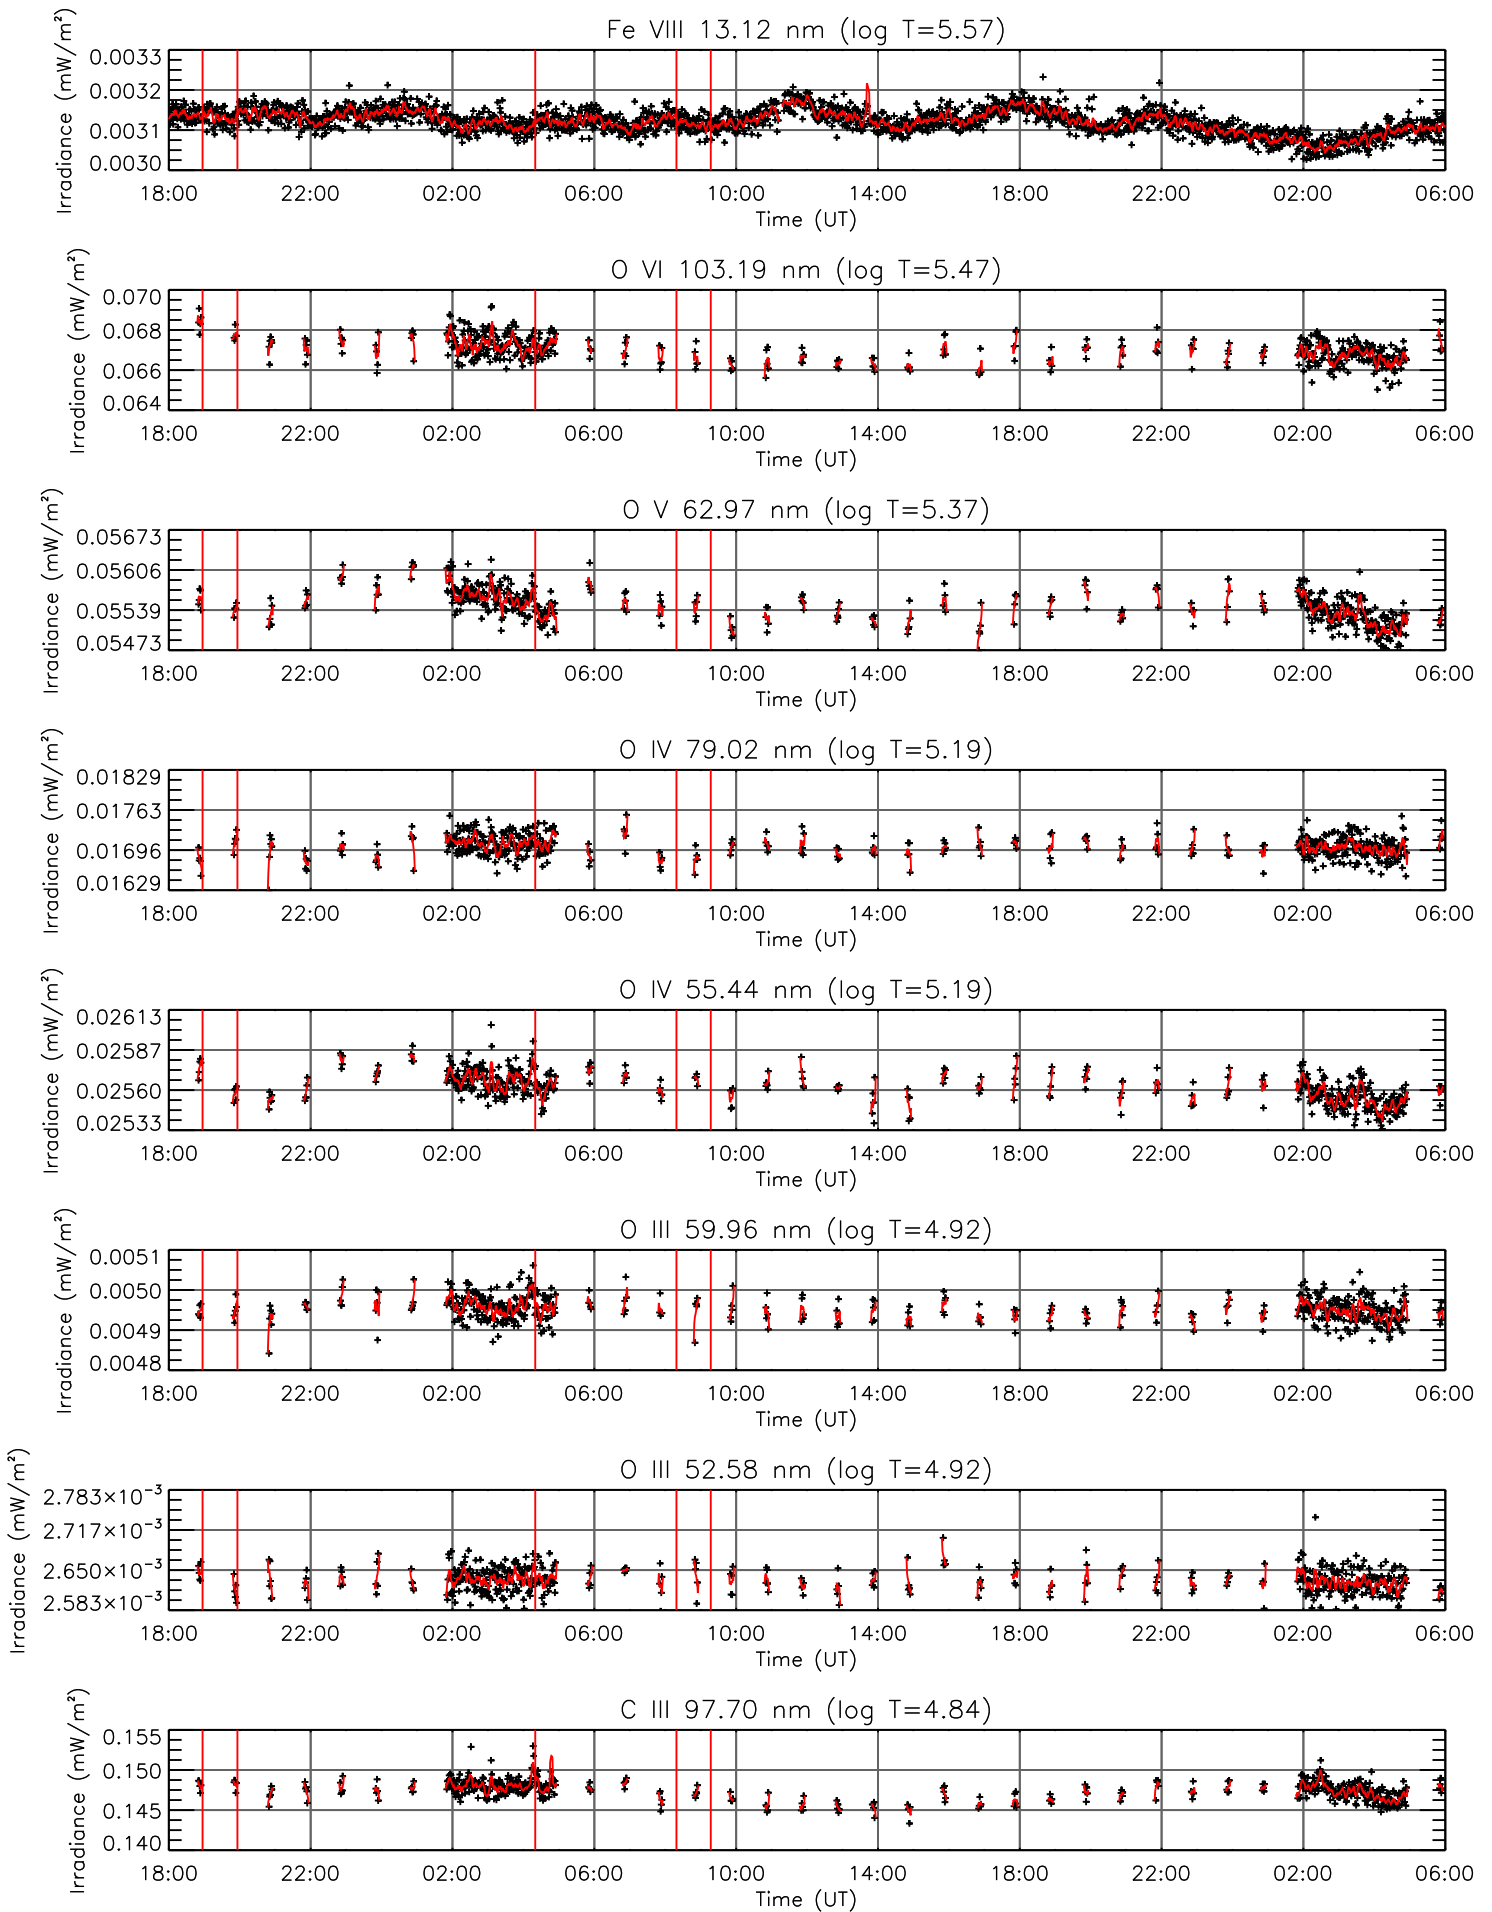 Fe VIII 13.12 nm (log T=5.57)
Irradiance (mW/m²)
0.0033
0.0032
0.0031
0.0030
18:00 22:00 02:00 06:00 10:00 14:00 18:00 22:00 02:00 06:00
Time (UT)
O VI 103.19 nm (log T=5.47)
Irradiance (mW/m²)
0.070
0.068
0.066
0.064
18:00 22:00 02:00 06:00 10:00 14:00 18:00 22:00 02:00 06:00
Time (UT)
O V 62.97 nm (log T=5.37)
Irradiance (mW/m²)
0.05673
0.05606
0.05539
0.05473
18:00 22:00 02:00 06:00 10:00 14:00 18:00 22:00 02:00 06:00
Time (UT)
O IV 79.02 nm (log T=5.19)
Irradiance (mW/m²)
0.01829
0.01763
0.01696
0.01629
18:00 22:00 02:00 06:00 10:00 14:00 18:00 22:00 02:00 06:00
Time (UT)
O IV 55.44 nm (log T=5.19)
Irradiance (mW/m²)
0.02613
0.02587
0.02560
0.02533
18:00 22:00 02:00 06:00 10:00 14:00 18:00 22:00 02:00 06:00
Time (UT)
O III 59.96 nm (log T=4.92)
Irradiance (mW/m²)
0.0051
0.0050
0.0049
0.0048
18:00 22:00 02:00 06:00 10:00 14:00 18:00 22:00 02:00 06:00
Time (UT)
O III 52.58 nm (log T=4.92)
Irradiance (mW/m²)
2.783×10⁻³
2.717×10⁻³
2.650×10⁻³
2.583×10⁻³
18:00 22:00 02:00 06:00 10:00 14:00 18:00 22:00 02:00 06:00
Time (UT)
C III 97.70 nm (log T=4.84)
Irradiance (mW/m²)
0.155
0.150
0.145
0.140
18:00 22:00 02:00 06:00 10:00 14:00 18:00 22:00 02:00 06:00
Time (UT)